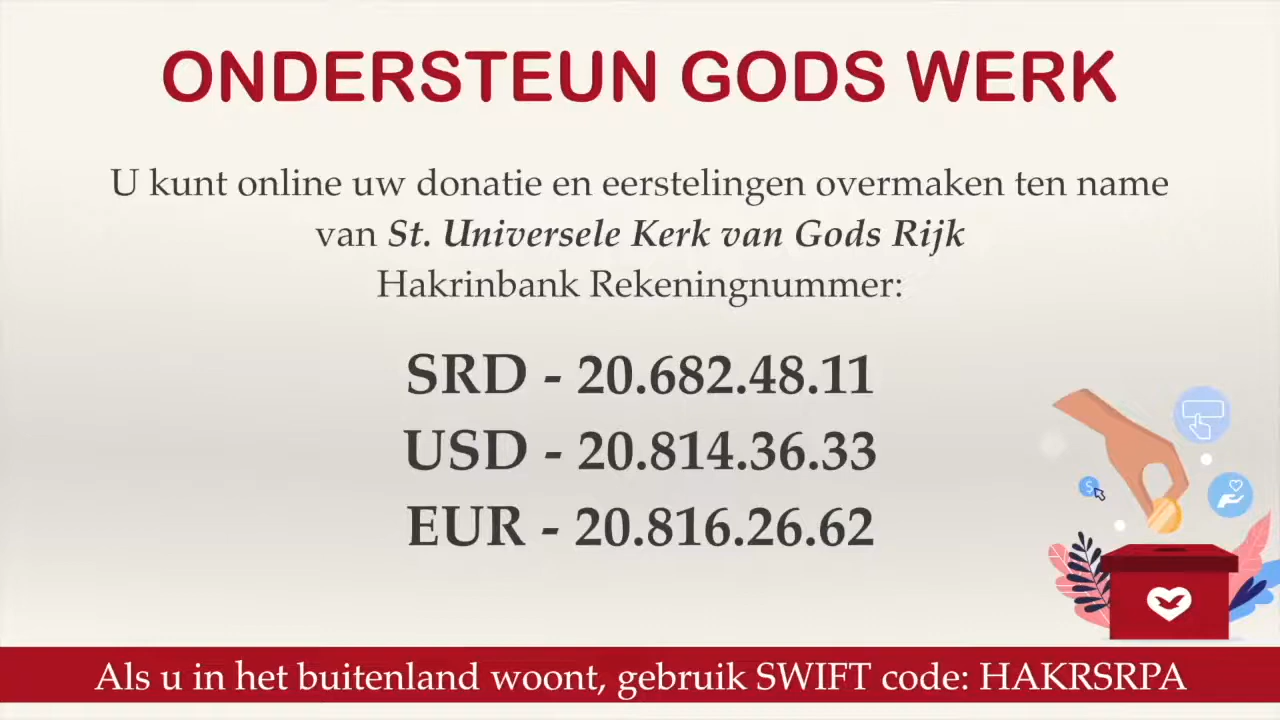 ONDERSTEUN GODS WERK
U kunt online uw donatie en eerstelingen overmaken ten name
van St. Universele Kerk van Gods Rijk
Hakrinbank Rekeningnummer:
SRD - 20.682.48.11
USD - 20.814.36.33
EUR - 20.816.26.62
$
Als u in het buitenland woont, gebruik SWIFT code: HAKRSRPA